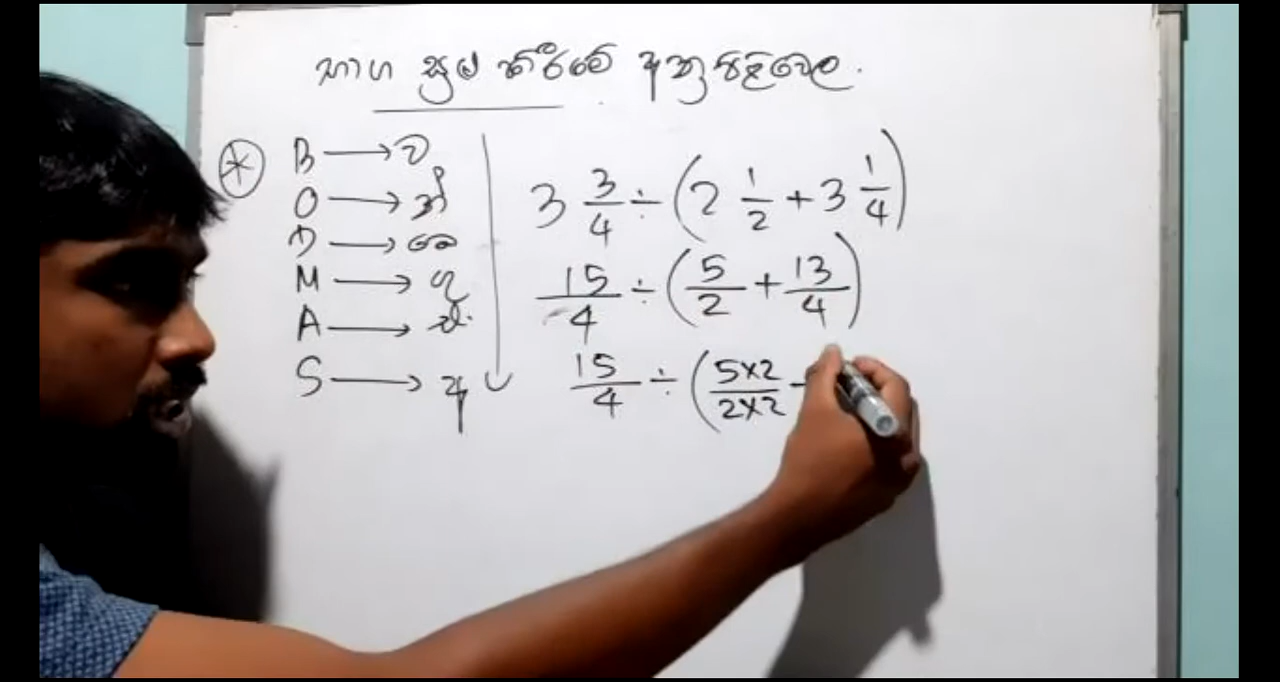 භාග සුළු කිරීමේ අනුපිළිවෙල.
* B → ව
O → න්
D → බෙ
M → ගු
A → එ
S → අ
3 3/4 ÷ (2 1/2 + 3 1/4)
15/4 ÷ (5/2 + 13/4)
15/4 ÷ (5×2/2×2